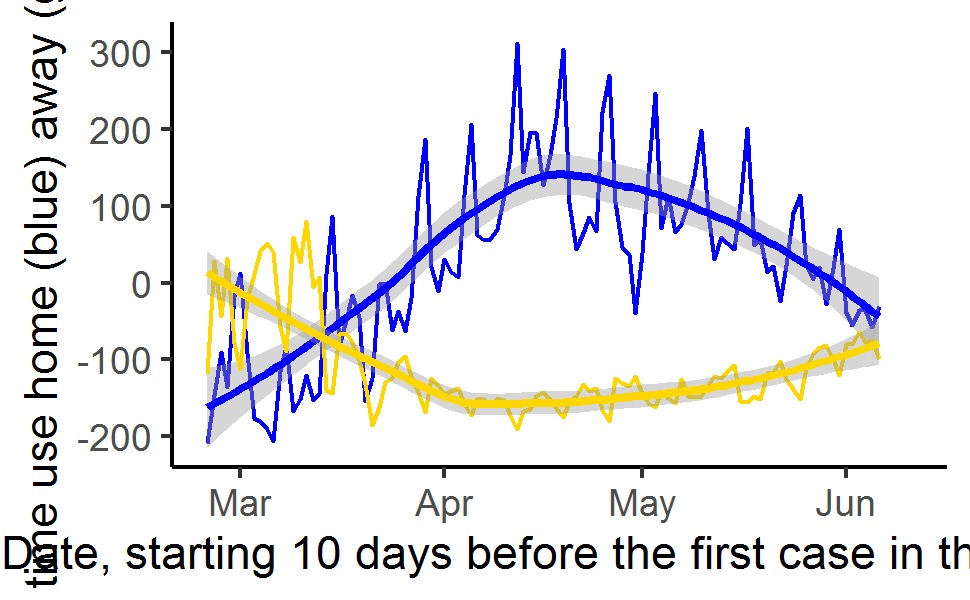 time use home (blue) away (
300
200
100
0
-100
-200
Mar Apr May Jun
Date, starting 10 days before the first case in th